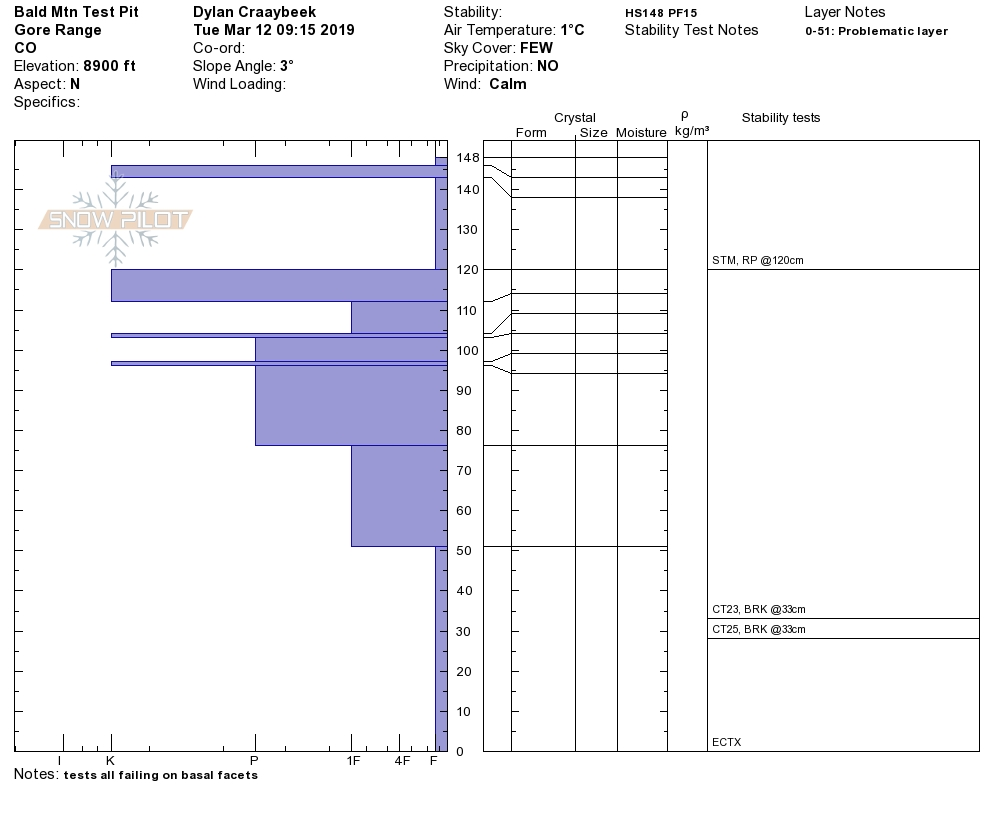 Bald Mtn Test Pit
Gore Range
CO
Elevation: 8900 ft
Aspect: N
Specifics:
Dylan Craaybeek
Tue Mar 12 09:15 2019
Co-ord:
Slope Angle: 3°
Wind Loading:
Stability:
Air Temperature: 1°C
Sky Cover: FEW
Precipitation: NO
Wind: Calm
HS148 PF15
Stability Test Notes
Layer Notes
0-51: Problematic layer
Crystal
Form Size Moisture
ρ
kg/m³
Stability tests
148
140
130
120
110
100
90
80
70
60
50
40
30
20
10
0
SNOW PILOT
STM, RP @120cm
CT23, BRK @33cm
CT25, BRK @33cm
ECTX
I K P 1F 4F F
Notes: tests all failing on basal facets